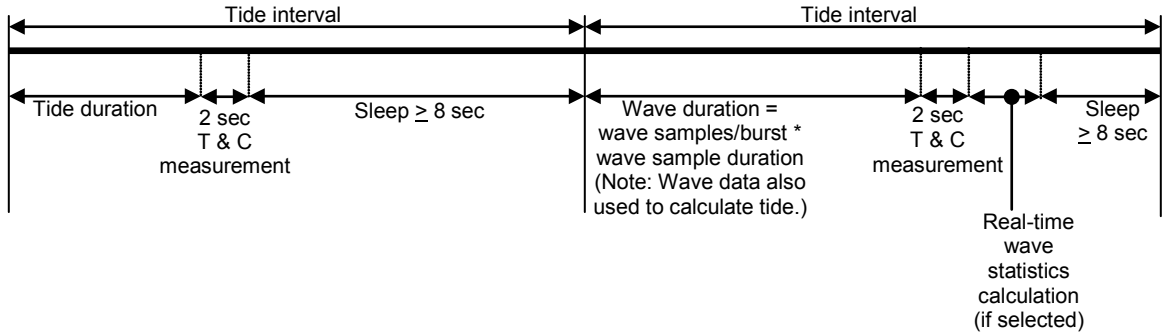 Tide interval
Tide interval
Tide duration
2 sec
T & C
measurement
Sleep ≥ 8 sec
Wave duration =
wave samples/burst *
wave sample duration
(Note: Wave data also
used to calculate tide.)
2 sec
T & C
measurement
Sleep
≥ 8 sec
Real-time
wave
statistics
calculation
(if selected)